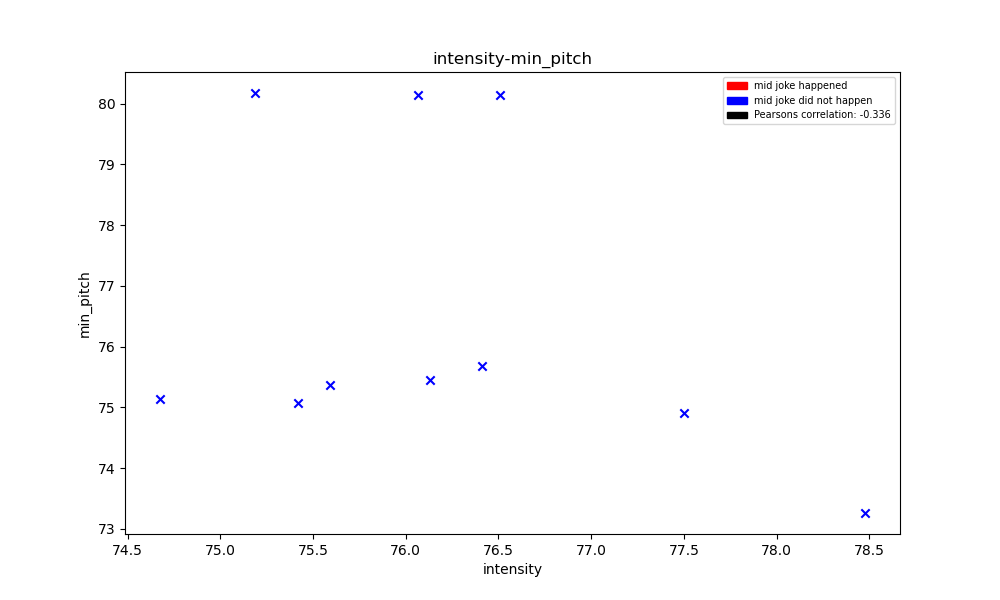 intensity-min_pitch
mid joke happened
mid joke did not happen
Pearsons correlation: -0.336
80
79
78
77
76
75
74
73
min_pitch
74.5 75.0 75.5 76.0 76.5 77.0 77.5 78.0 78.5
intensity